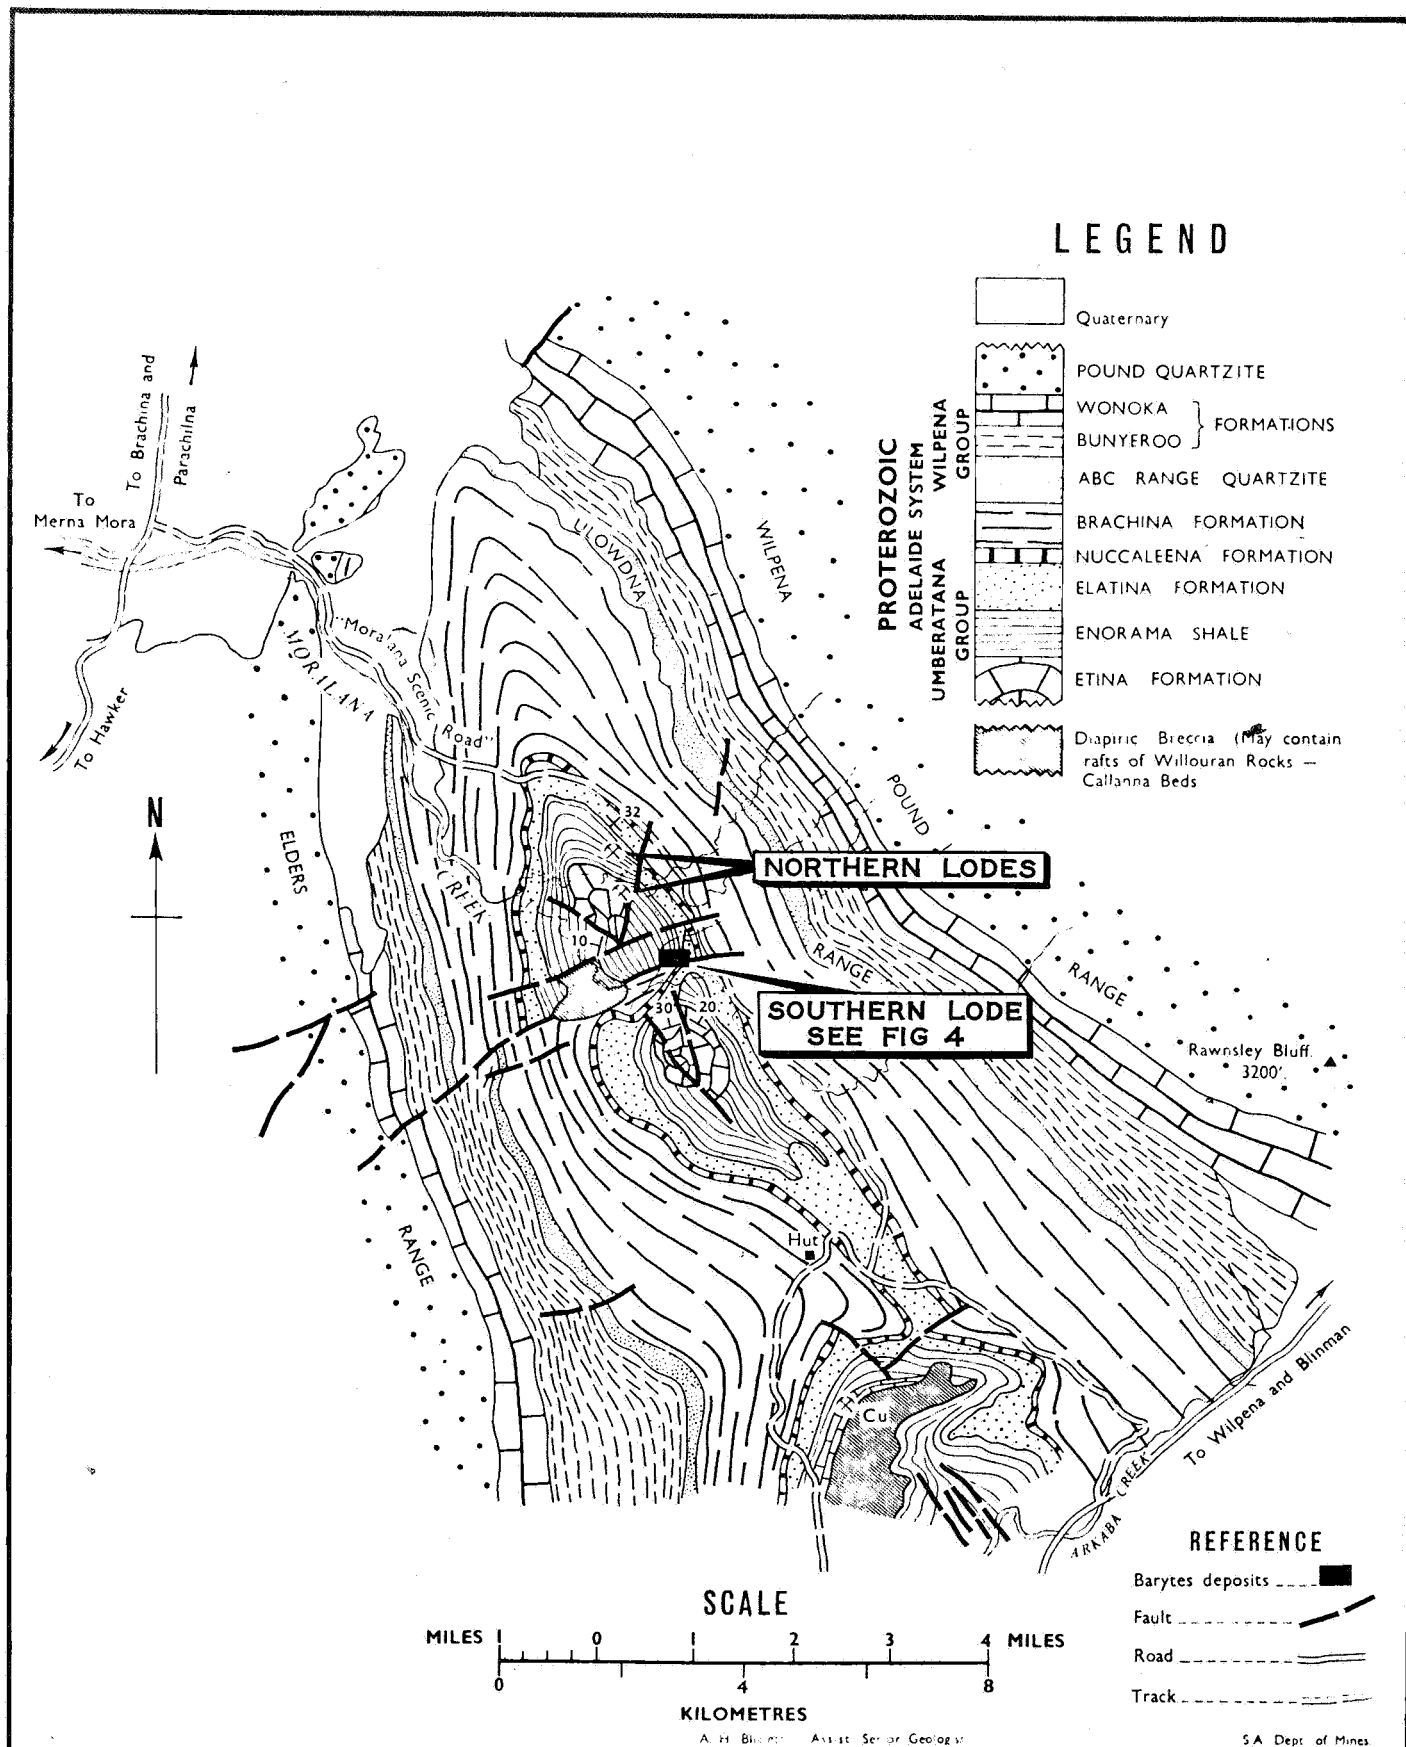 LEGEND
Quaternary
POUND QUARTZITE
WONOKA
BUNYEROO
FORMATIONS
ABC RANGE QUARTZITE
BRACHINA FORMATION
NUCCALEENA FORMATION
ELATINA FORMATION
ENORAMA SHALE
ETINA FORMATION
Diapiric Breccia (May contain
rafts of Willouran Rocks —
Callanna Beds
PROTEROZOIC
ADELAIDE SYSTEM
WILPENA
GROUP
UMBERATANA
GROUP
To Brachina and
Parachilna
To
Merna Mora
To Hawker
"Moralana Scenic Road"
MORALANA
CREEK
ULOWDNA
RANGE
WILPENA
POUND
RANGE
N
ELDERS
RANGE
32
NORTHERN LODES
10
30
20
SOUTHERN LODE
SEE FIG 4
Rawnsley Bluff
3200'
Hut
Cu
To Wilpena and Blinman
ARKABA CREEK
REFERENCE
Barytes deposits
Fault
Road
Track
SCALE
MILES 1 0 1 2 3 4 MILES
0 4 8
KILOMETRES
A. H. Assist. Senior Geologist
S.A. Dept. of Mines